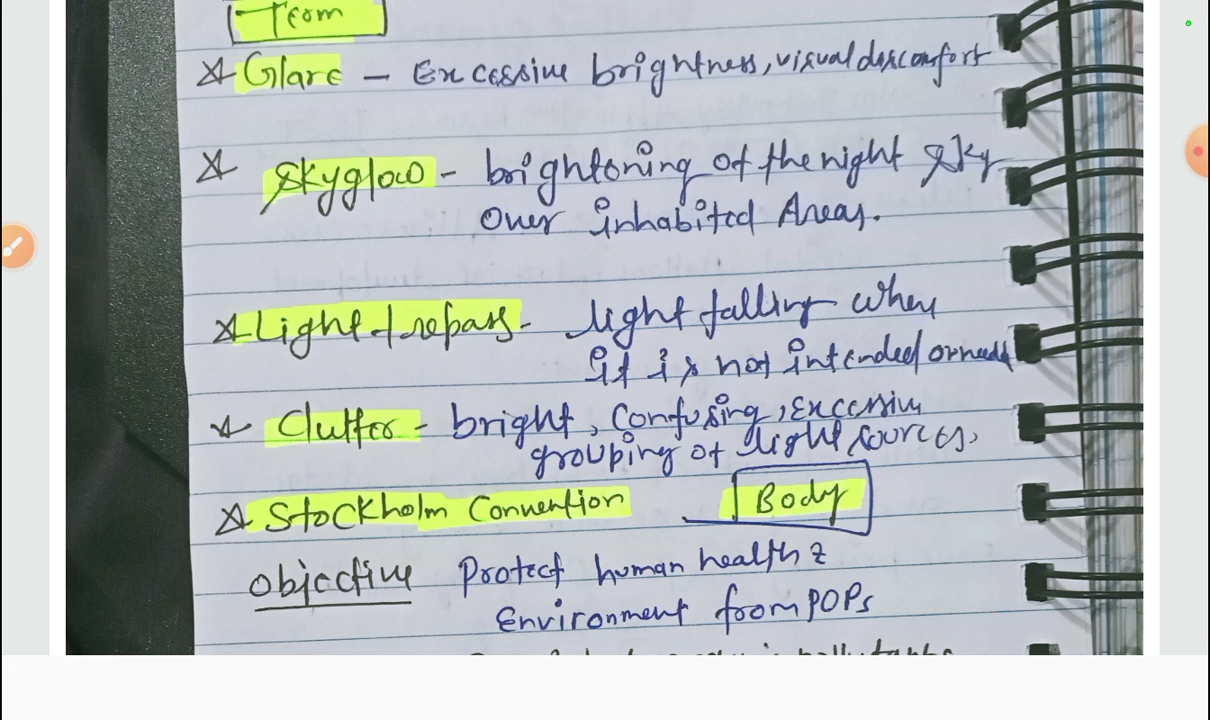 Term
Glare - Excessive brightness, visual discomfort
Skyglow - brightening of the night sky
Over inhabited Areas.
Light trepass - light falling when
it is not intended or needed
Clutter - bright, Confusing, Excessive
grouping of light sources,
Stockholm Convention Body
Objective Protect human health &
Environment from POPs